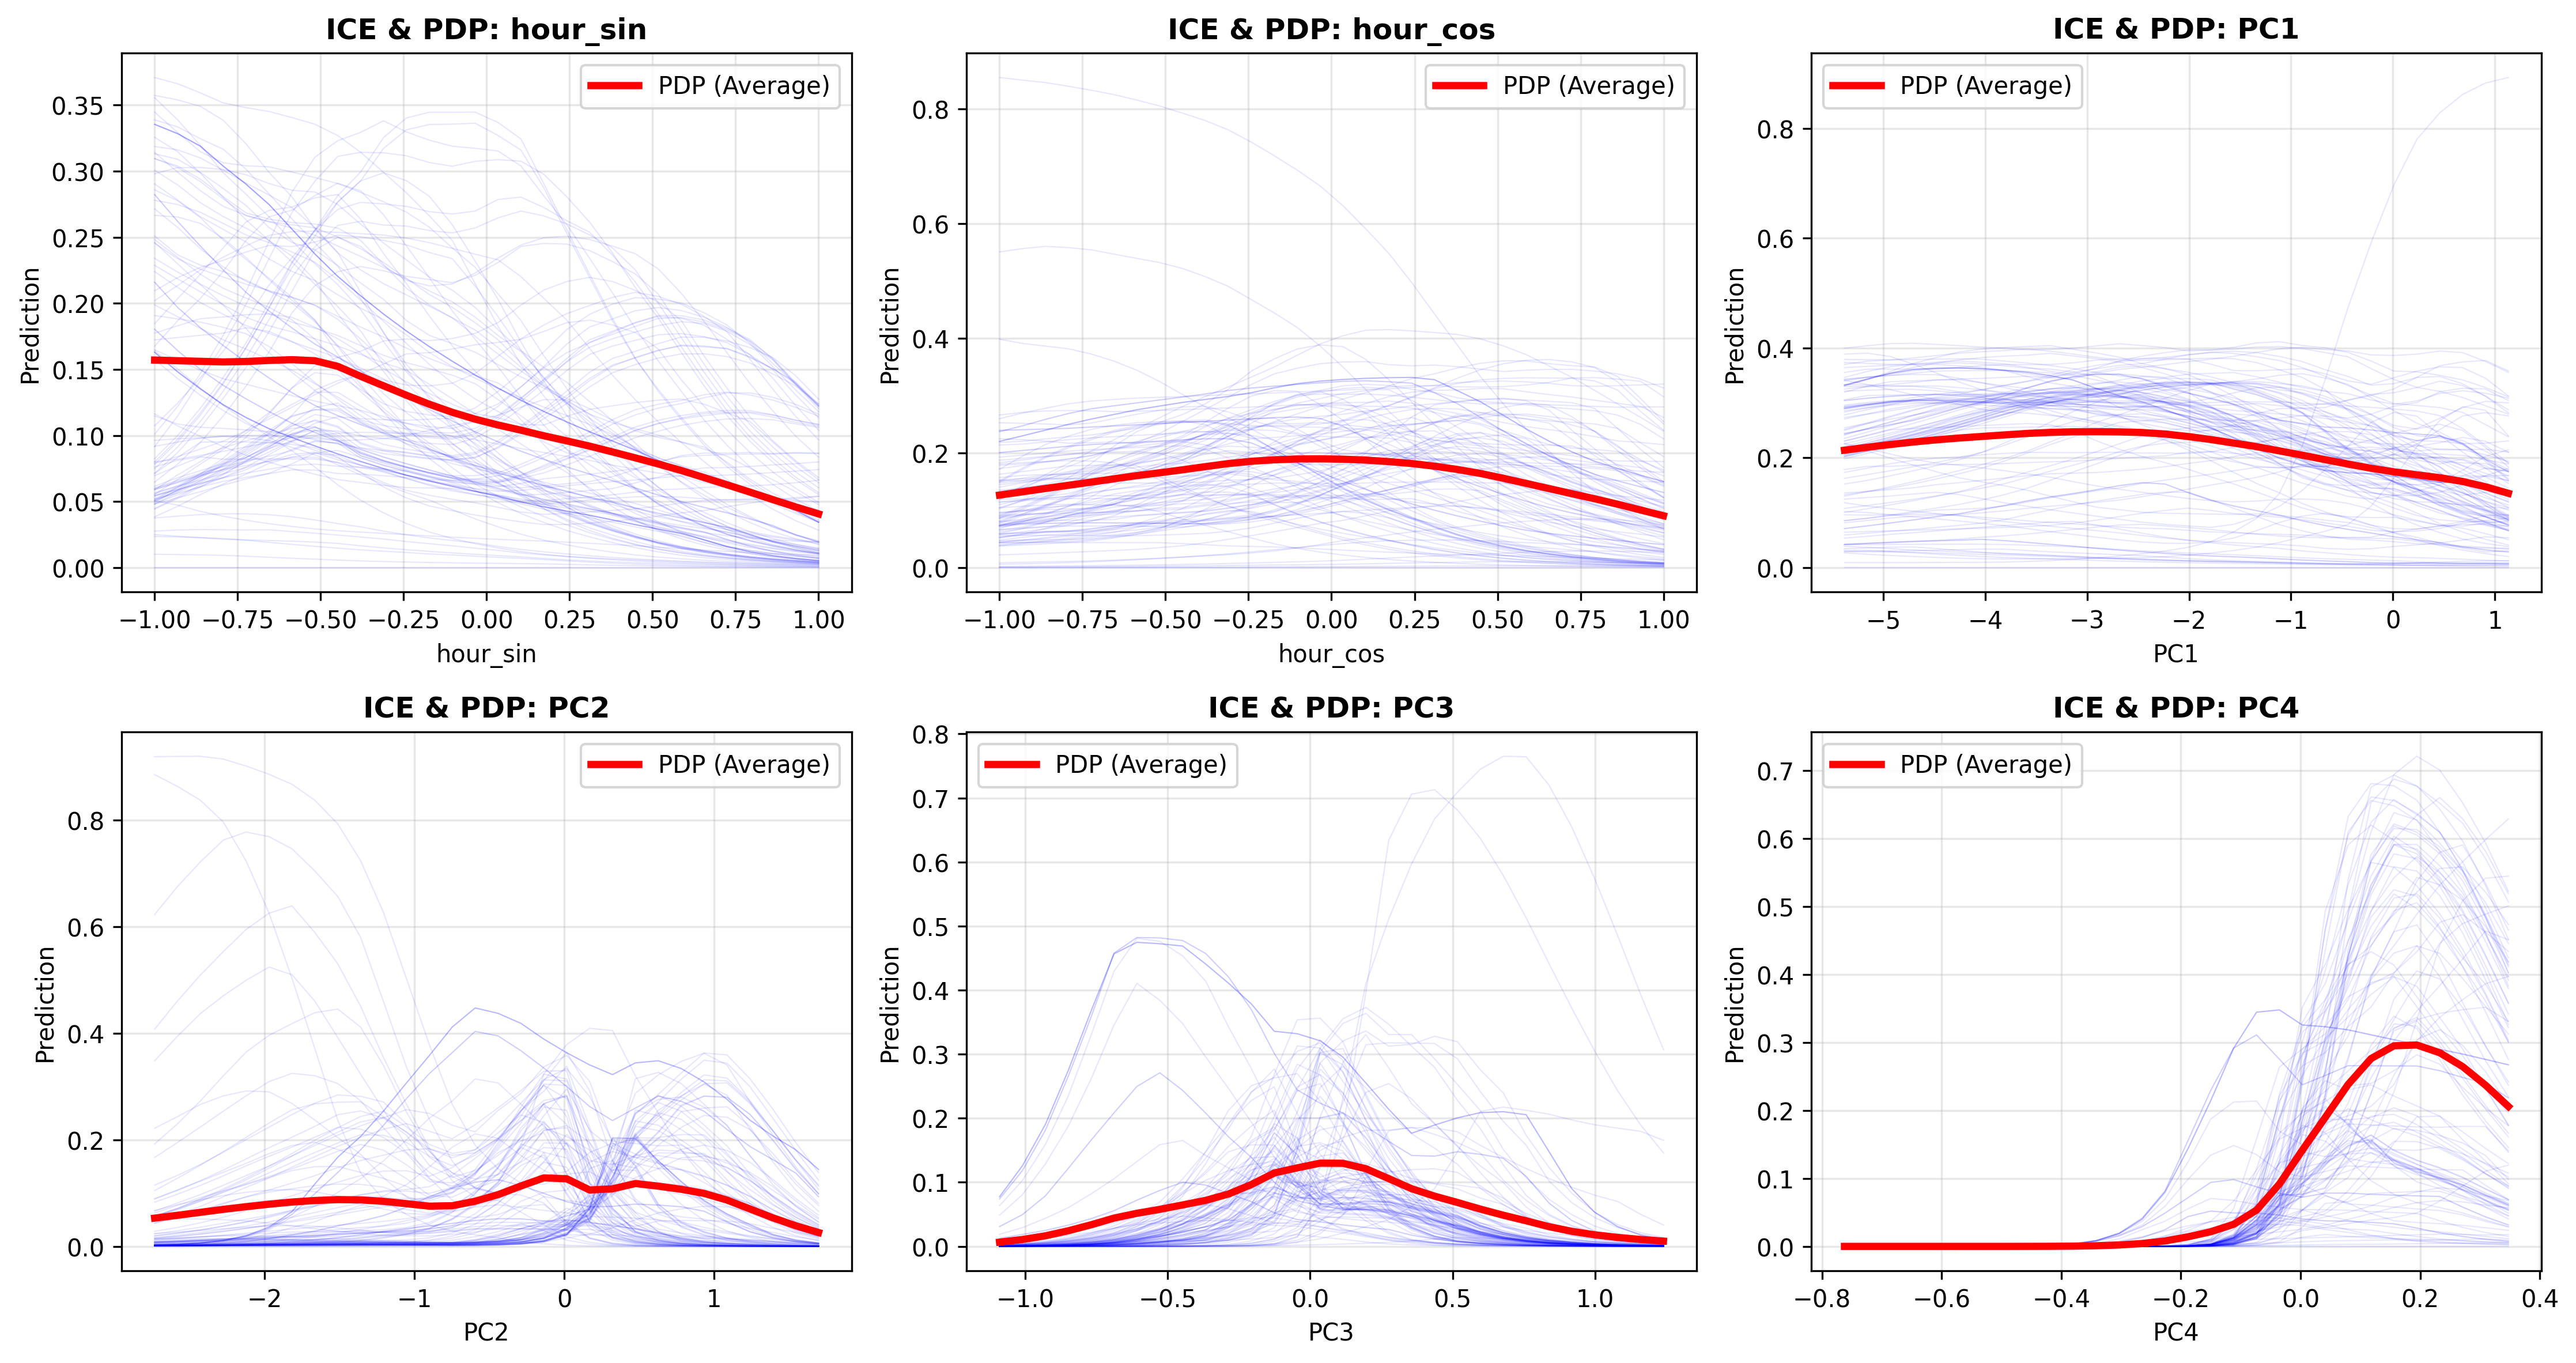 ICE & PDP: hour_sin
PDP (Average)
Prediction
0.35
0.30
0.25
0.20
0.15
0.10
0.05
0.00
−1.00 −0.75 −0.50 −0.25 0.00 0.25 0.50 0.75 1.00
hour_sin
ICE & PDP: hour_cos
PDP (Average)
Prediction
0.8
0.6
0.4
0.2
0.0
−1.00 −0.75 −0.50 −0.25 0.00 0.25 0.50 0.75 1.00
hour_cos
ICE & PDP: PC1
PDP (Average)
Prediction
0.8
0.6
0.4
0.2
0.0
−5 −4 −3 −2 −1 0 1
PC1
ICE & PDP: PC2
PDP (Average)
Prediction
0.8
0.6
0.4
0.2
0.0
−2 −1 0 1
PC2
ICE & PDP: PC3
PDP (Average)
Prediction
0.8
0.7
0.6
0.5
0.4
0.3
0.2
0.1
0.0
−1.0 −0.5 0.0 0.5 1.0
PC3
ICE & PDP: PC4
PDP (Average)
Prediction
0.7
0.6
0.5
0.4
0.3
0.2
0.1
0.0
−0.8 −0.6 −0.4 −0.2 0.0 0.2 0.4
PC4